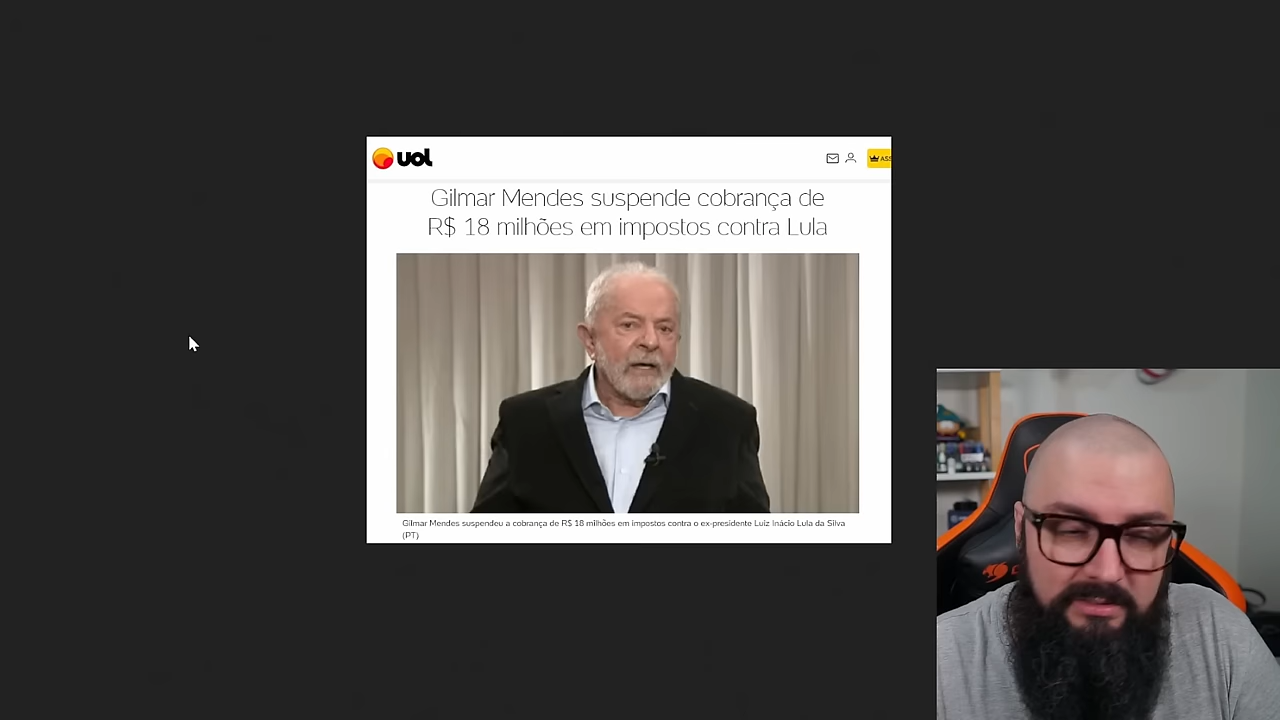 uol
ASS
Gilmar Mendes suspende cobrança de
R$ 18 milhões em impostos contra Lula
Gilmar Mendes suspendeu a cobrança de R$ 18 milhões em impostos contra o ex-presidente Luiz Inácio Lula da Silva
(PT)